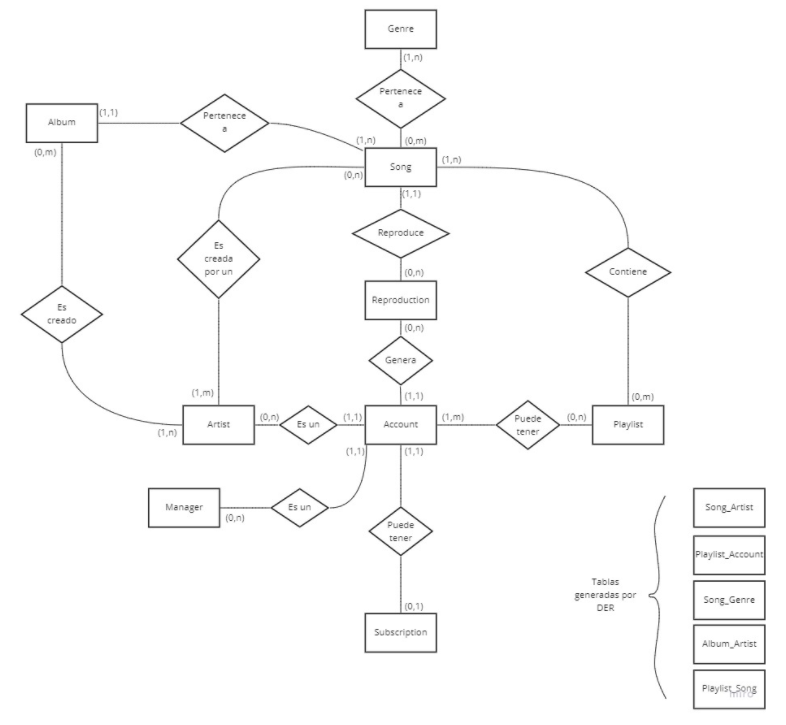 Genre
(1,n)
Pertenece
a
(0,m)
Album
(1,1)
Pertenece
a
(1,n)
(0,m)
Song
(0,n)
(1,n)
(1,1)
Reproduce
Es
creada
por un
Contiene
(0,n)
Reproduction
(0,n)
Es
creado
Genera
(1,m)
(1,1)
(0,m)
(1,n)
Artist
(0,n)
Es un
(1,1)
Account
(1,m)
Puede
tener
(0,n)
Playlist
(1,1)
(1,1)
Manager
(0,n)
Es un
Puede
tener
(0,1)
Subscription
Tablas
generadas por
DER
Song_Artist
Playlist_Account
Song_Genre
Album_Artist
Playlist_Song
miro